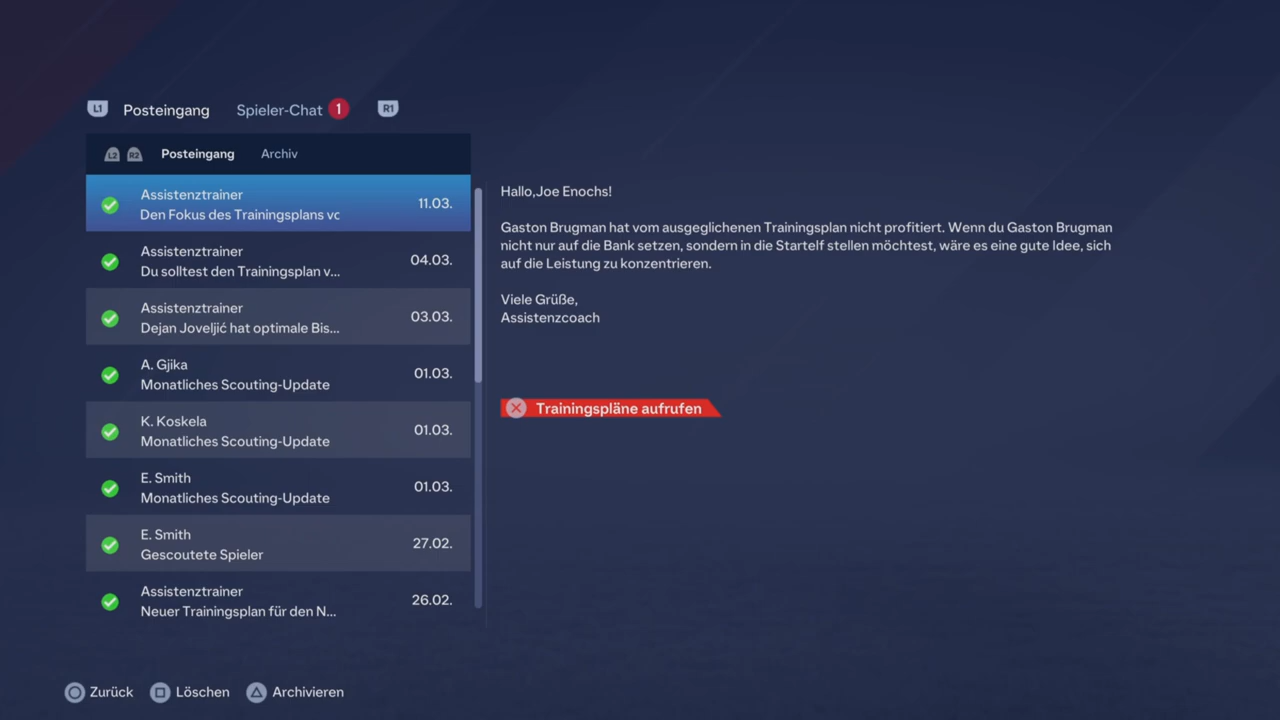 L1 Posteingang Spieler-Chat 1 R1
L2 R2 Posteingang Archiv
Assistenztrainer
Den Fokus des Trainingsplans vc
11.03.
Assistenztrainer
Du solltest den Trainingsplan v...
04.03.
Assistenztrainer
Dejan Joveljić hat optimale Bis...
03.03.
A. Gjika
Monatliches Scouting-Update
01.03.
K. Koskela
Monatliches Scouting-Update
01.03.
E. Smith
Monatliches Scouting-Update
01.03.
E. Smith
Gescoutete Spieler
27.02.
Assistenztrainer
Neuer Trainingsplan für den N...
26.02.
Hallo,Joe Enochs!
Gaston Brugman hat vom ausgeglichenen Trainingsplan nicht profitiert. Wenn du Gaston Brugman
nicht nur auf die Bank setzen, sondern in die Startelf stellen möchtest, wäre es eine gute Idee, sich
auf die Leistung zu konzentrieren.
Viele Grüße,
Assistenzcoach
Trainingspläne aufrufen
Zurück Löschen Archivieren